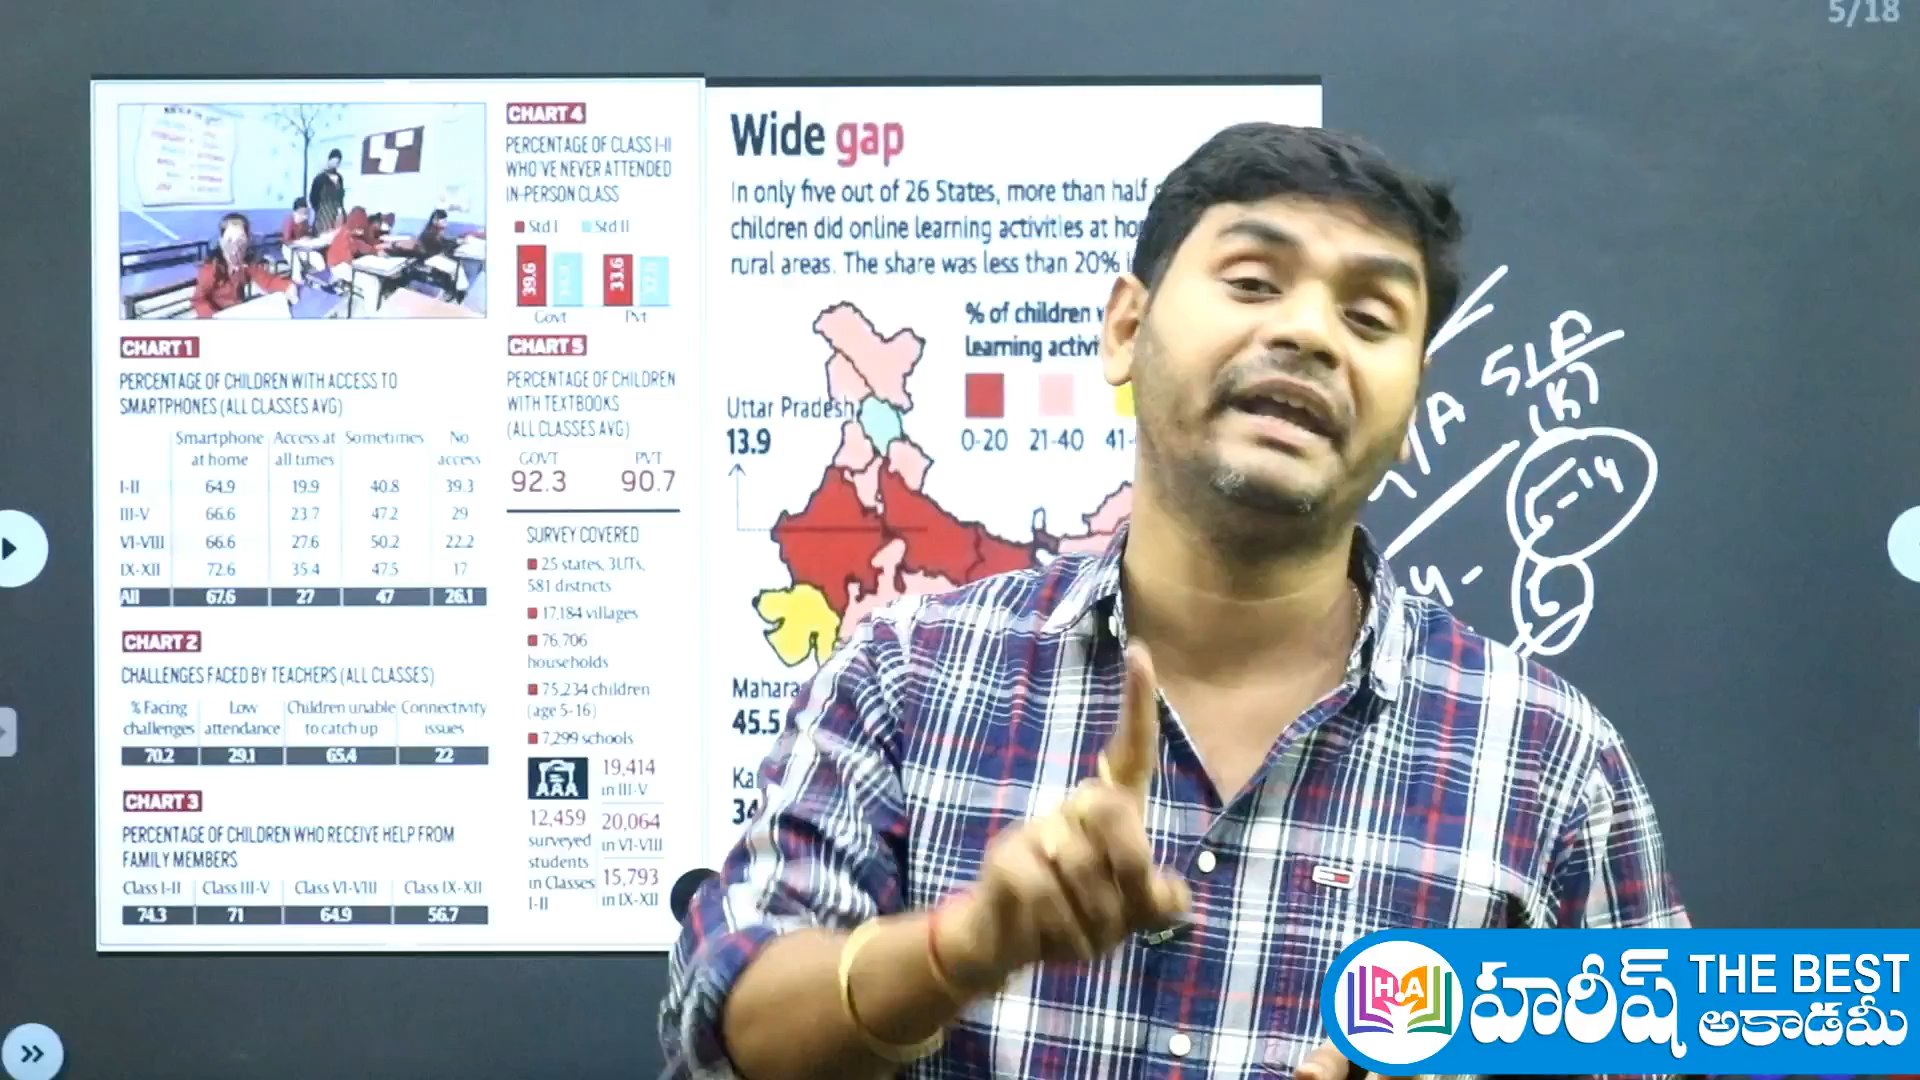 5/18
CHART 4
PERCENTAGE OF CLASS I-II
WHO'VE NEVER ATTENDED
IN-PERSON CLASS
Std I Std II
39.6 33.6
Govt Pvt
CHART 1
PERCENTAGE OF CHILDREN WITH ACCESS TO
SMARTPHONES (ALL CLASSES AVG)
Smartphone at home Access at all times Sometimes No access
I-II 64.9 19.9 40.8 39.3
III-V 66.6 23.7 47.2 29
VI-VIII 66.6 27.6 50.2 22.2
IX-XII 72.6 35.4 47.5 17
All 67.6 27 47 26.1
CHART 2
CHALLENGES FACED BY TEACHERS (ALL CLASSES)
% Facing challenges Low attendance Children unable to catch up Connectivity issues
70.2 29.1 65.4 22
CHART 3
PERCENTAGE OF CHILDREN WHO RECEIVE HELP FROM
FAMILY MEMBERS
Class I-II Class III-V Class VI-VIII Class IX-XII
74.3 71 64.9 56.7
CHART 5
PERCENTAGE OF CHILDREN
WITH TEXTBOOKS
(ALL CLASSES AVG)
GOVT PVT
92.3 90.7
SURVEY COVERED
25 states, 3UTs,
581 districts
17,184 villages
76,706
households
75,234 children
(age 5-16)
7,299 schools
12,459
surveyed
students
in Classes
I-II
19,414
in III-V
20,064
in VI-VIII
15,793
in IX-XII
Wide gap
In only five out of 26 States, more than half
children did online learning activities at
rural areas. The share was less than 20%
% of children
learning
0-20 21-40 41-
Uttar Pradesh
13.9
45.5
6-14
H.A
హరీష్ THE BEST
అకాడమీ